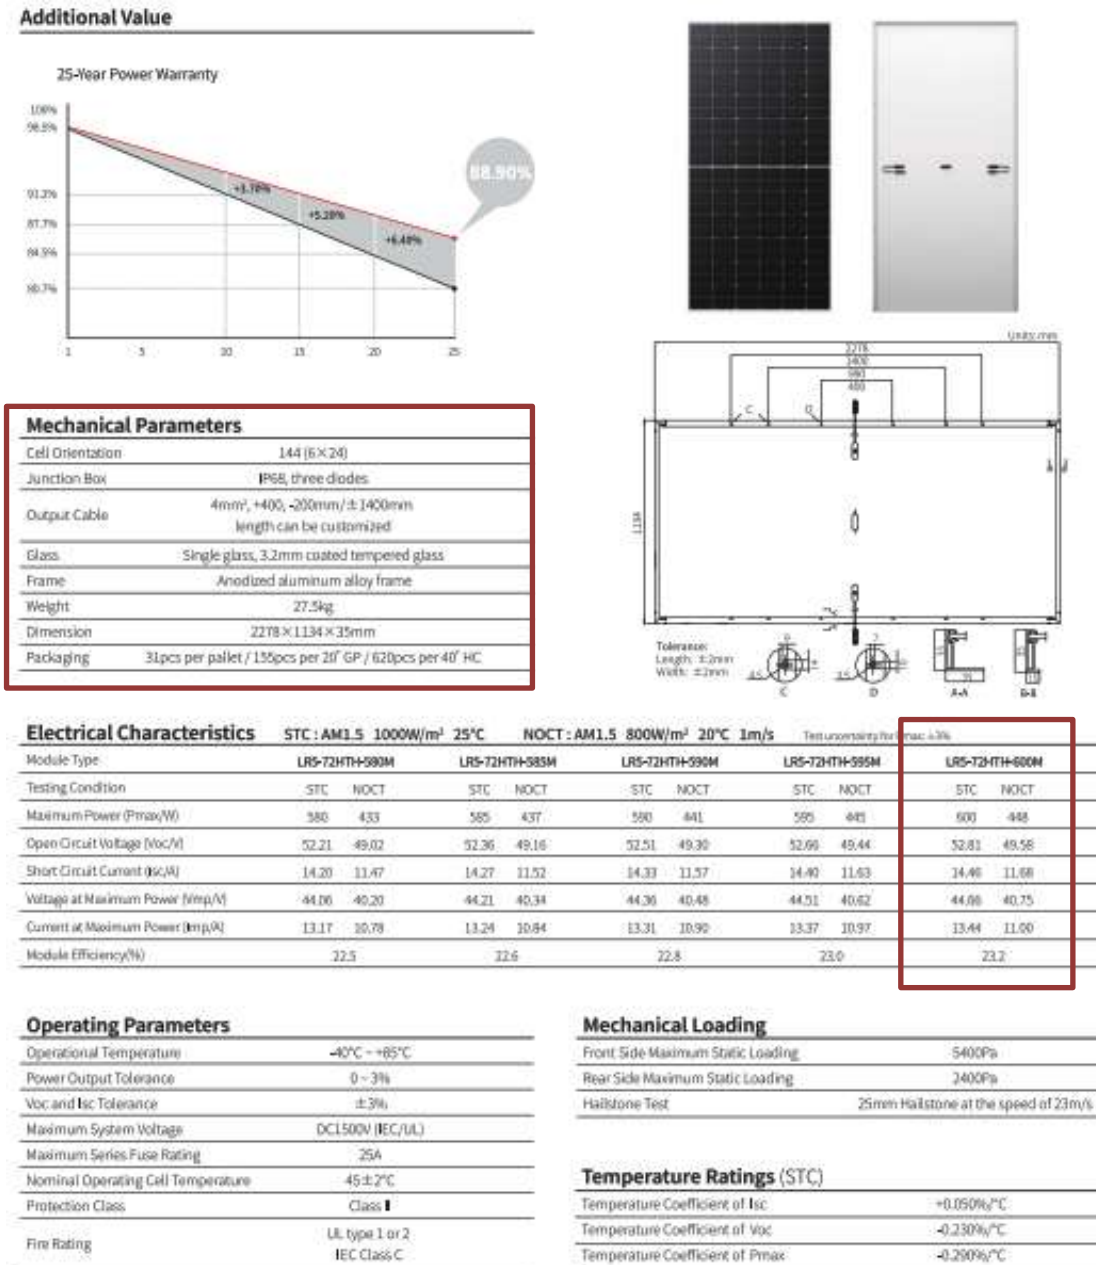 Additional Value
25-Year Power Warranty
100%
98.5%
91.2%
87.7%
84.5%
80.7%
+3.70%
+5.20%
+6.40%
88.90%
1 5 10 15 20 25
Units: mm
2278
1400
990
400
C D
1134
Tolerance:
Length: ±2mm
Width: ±2mm
C D A-A B-B
Mechanical Parameters
Cell Orientation 144 (6×24)
Junction Box IP68, three diodes
Output Cable 4mm², +400, -200mm/±1400mm
length can be customized
Glass Single glass, 3.2mm coated tempered glass
Frame Anodized aluminum alloy frame
Weight 27.5kg
Dimension 2278×1134×35mm
Packaging 31pcs per pallet / 155pcs per 20' GP / 620pcs per 40' HC
Electrical Characteristics STC : AM1.5 1000W/m² 25°C NOCT : AM1.5 800W/m² 20°C 1m/s Test uncertainty for Pmax: ±3%
Module Type LR5-72HTH-580M LR5-72HTH-585M LR5-72HTH-590M LR5-72HTH-595M LR5-72HTH-600M
Testing Condition STC NOCT STC NOCT STC NOCT STC NOCT STC NOCT
Maximum Power (Pmax/W) 580 433 585 437 590 441 595 445 600 448
Open Circuit Voltage (Voc/V) 52.21 49.02 52.36 49.16 52.51 49.30 52.66 49.44 52.81 49.58
Short Circuit Current (Isc/A) 14.20 11.47 14.27 11.52 14.33 11.57 14.40 11.63 14.46 11.68
Voltage at Maximum Power (Vmp/V) 44.06 40.20 44.21 40.34 44.36 40.48 44.51 40.62 44.66 40.75
Current at Maximum Power (Imp/A) 13.17 10.78 13.24 10.84 13.31 10.90 13.37 10.97 13.44 11.00
Module Efficiency(%) 22.5 22.6 22.8 23.0 23.2
Operating Parameters
Operational Temperature -40°C ~ +85°C
Power Output Tolerance 0 ~ 3%
Voc and Isc Tolerance ±3%
Maximum System Voltage DC1500V (IEC/UL)
Maximum Series Fuse Rating 25A
Nominal Operating Cell Temperature 45±2°C
Protection Class Class II
Fire Rating UL type 1 or 2
IEC Class C
Mechanical Loading
Front Side Maximum Static Loading 5400Pa
Rear Side Maximum Static Loading 2400Pa
Hailstone Test 25mm Hailstone at the speed of 23m/s
Temperature Ratings (STC)
Temperature Coefficient of Isc +0.050%/°C
Temperature Coefficient of Voc -0.230%/°C
Temperature Coefficient of Pmax -0.290%/°C